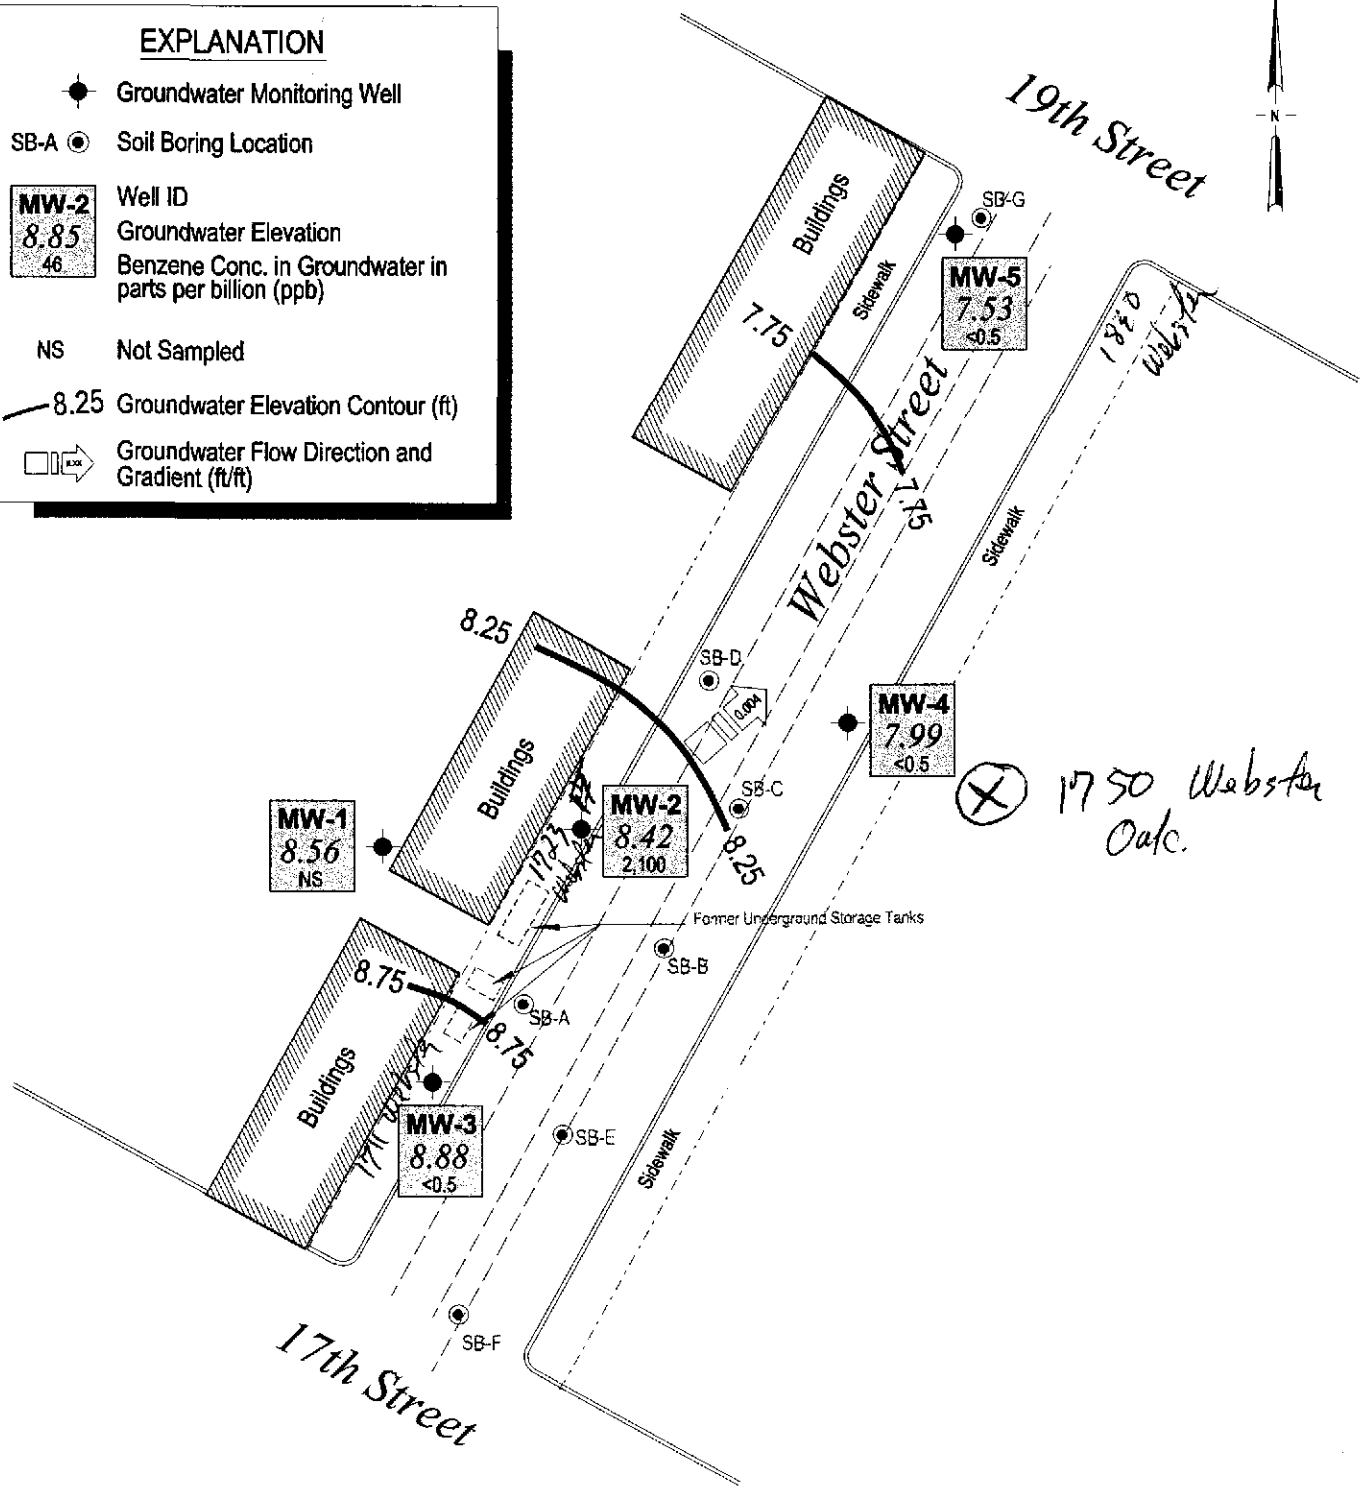 EXPLANATION
Groundwater Monitoring Well
SB-A Soil Boring Location
MW-2
8.85
46
Well ID
Groundwater Elevation
Benzene Conc. in Groundwater in
parts per billion (ppb)
NS Not Sampled
8.25 Groundwater Elevation Contour (ft)
Groundwater Flow Direction and
Gradient (ft/ft)
N
19th Street
SB-G
Buildings
Sidewalk
MW-5
7.53
<0.5
Webster
7.75
7.75
Webster Street
Sidewalk
8.25
SB-D
0.004
MW-4
7.99
<0.5
1750 Webster
Oak.
Buildings
SB-C
8.25
MW-1
8.56
NS
MW-2
8.42
2,100
1723
Webster
Former Underground Storage Tanks
SB-B
8.75
SB-A
8.75
Buildings
1711 Webster
MW-3
8.88
<0.5
SB-E
Sidewalk
SB-F
17th Street